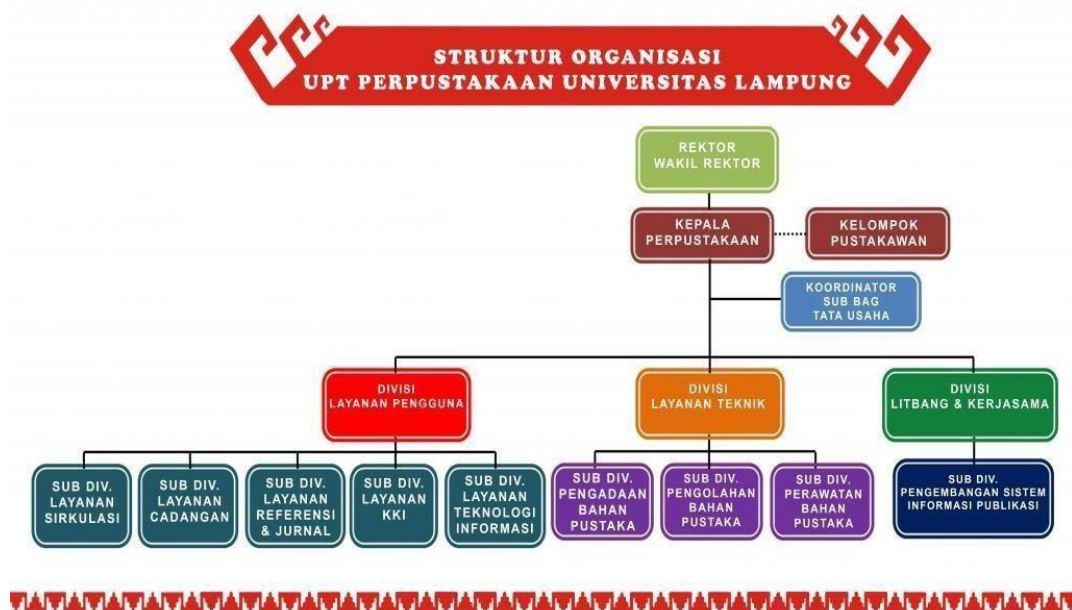 STRUKTUR ORGANISASI
UPT PERPUSTAKAAN UNIVERSITAS LAMPUNG
REKTOR
WAKIL REKTOR
KEPALA
PERPUSTAKAAN
KELOMPOK
PUSTAKAWAN
KOORDINATOR
SUB BAG
TATA USAHA
DIVISI
LAYANAN PENGGUNA
DIVISI
LAYANAN TEKNIK
DIVISI
LITBANG & KERJASAMA
SUB DIV.
LAYANAN
SIRKULASI
SUB DIV.
LAYANAN
CADANGAN
SUB DIV.
LAYANAN
REFERENSI
& JURNAL
SUB DIV.
LAYANAN
KKI
SUB DIV.
LAYANAN
TEKNOLOGI
INFORMASI
SUB DIV.
PENGADAAN
BAHAN
PUSTAKA
SUB DIV.
PENGOLAHAN
BAHAN
PUSTAKA
SUB DIV.
PERAWATAN
BAHAN
PUSTAKA
SUB DIV.
PENGEMBANGAN SISTEM
INFORMASI PUBLIKASI